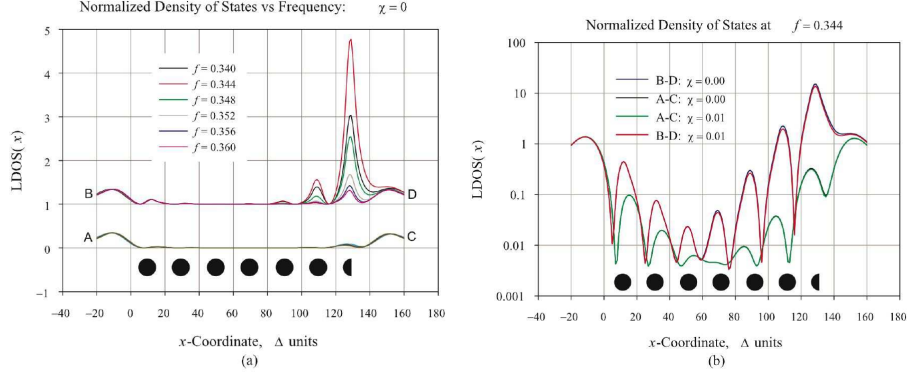 Normalized Density of States vs Frequency: χ = 0
5
4
3
2
1
0
−1
LDOS( x)
f = 0.340
f = 0.344
f = 0.348
f = 0.352
f = 0.356
f = 0.360
B
D
A
C
−40 −20 0 20 40 60 80 100 120 140 160 180
x-Coordinate, Δ units
(a)
Normalized Density of States at f = 0.344
100
10
1
0.1
0.01
0.001
LDOS( x)
B-D: χ = 0.00
A-C: χ = 0.00
A-C: χ = 0.01
B-D: χ = 0.01
−40 −20 0 20 40 60 80 100 120 140 160 180
x-Coordinate, Δ units
(b)